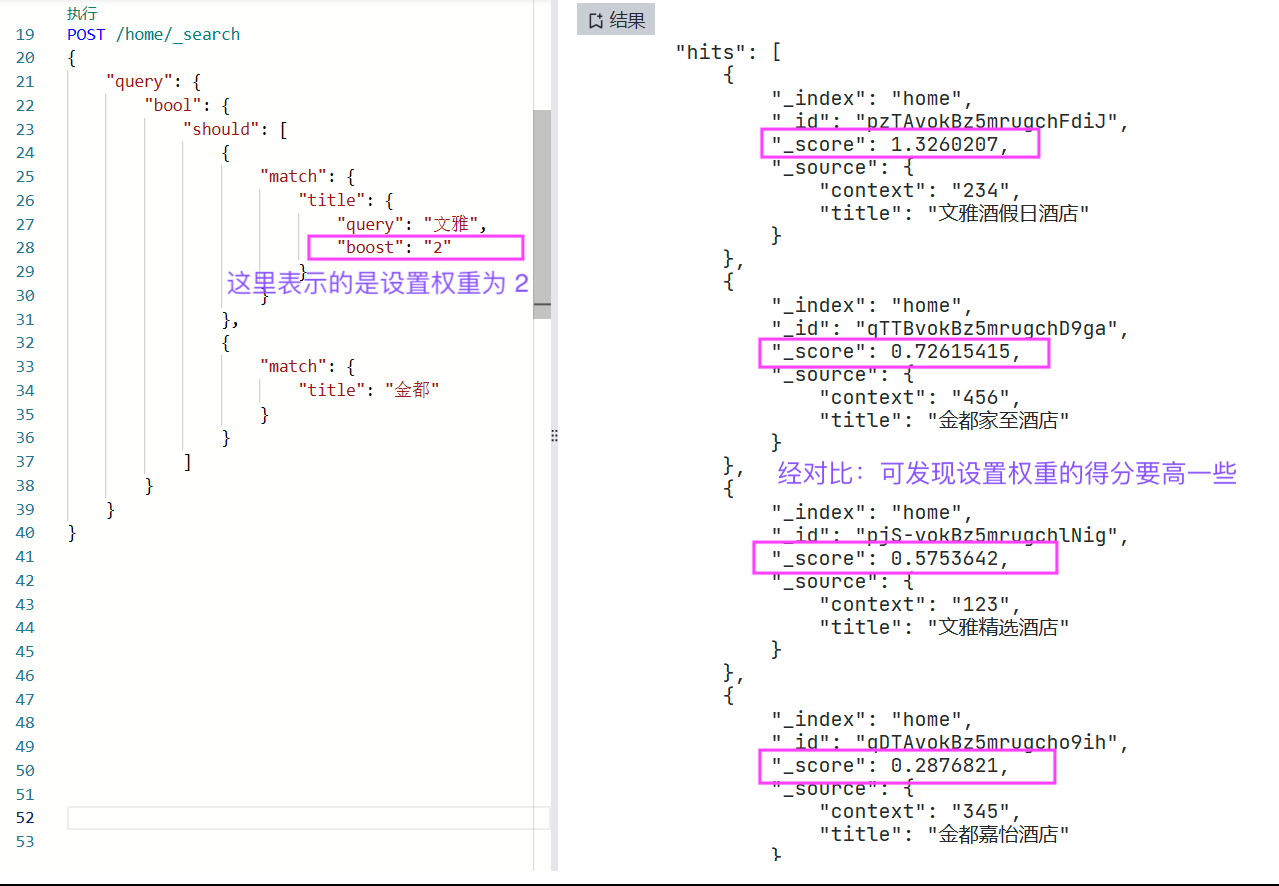 执行
19 POST /home/_search
20 {
21 "query": {
22 "bool": {
23 "should": [
24 {
25 "match": {
26 "title": {
27 "query": "文雅",
28 "boost": "2"
29 }
这里表示的是设置权重为 2
30 }
31 },
32 {
33 "match": {
34 "title": "金都"
35 }
36 }
37 ]
38 }
39 }
40 }
41
42
43
44
45
46
47
48
49
50
51
52
53
结果
"hits": [
{
"_index": "home",
"_id": "pzTAvokBz5mrugchFdiJ",
"_score": 1.3260207,
"_source": {
"context": "234",
"title": "文雅酒假日酒店"
}
},
{
"_index": "home",
"_id": "qTTBvokBz5mrugchD9ga",
"_score": 0.72615415,
"_source": {
"context": "456",
"title": "金都家至酒店"
}
},
经对比：可发现设置权重的得分要高一些
{
"_index": "home",
"_id": "pjS-vokBz5mrugchlNig",
"_score": 0.5753642,
"_source": {
"context": "123",
"title": "文雅精选酒店"
}
},
{
"_index": "home",
"_id": "qDTAvokBz5mrugcho9ih",
"_score": 0.2876821,
"_source": {
"context": "345",
"title": "金都嘉怡酒店"
}